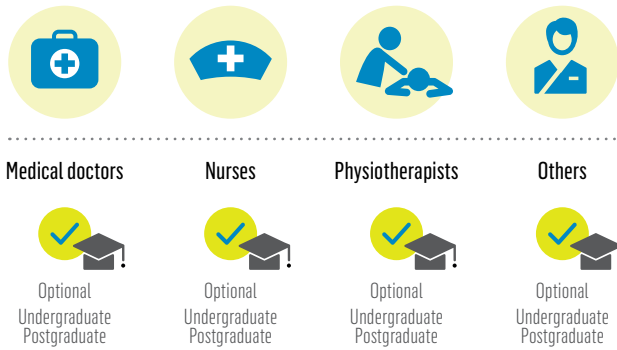 Medical doctors Nurses Physiotherapists Others
Optional Optional Optional Optional
Undergraduate Undergraduate Undergraduate Undergraduate
Postgraduate Postgraduate Postgraduate Postgraduate